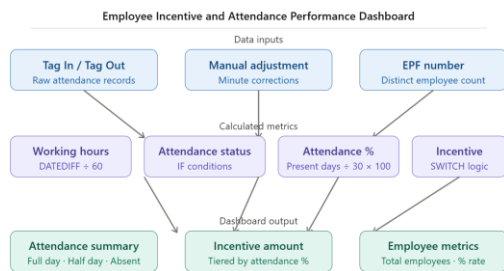 Employee Incentive and Attendance Performance Dashboard
Data inputs
Tag In / Tag Out
Raw attendance records
Manual adjustment
Minute corrections
EPF number
Distinct employee count
Calculated metrics
Working hours
DATEDIFF ÷ 60
Attendance status
IF conditions
Attendance %
Present days ÷ 30 × 100
Incentive
SWITCH logic
Dashboard output
Attendance summary
Full day · Half day · Absent
Incentive amount
Tiered by attendance %
Employee metrics
Total employees · % rate